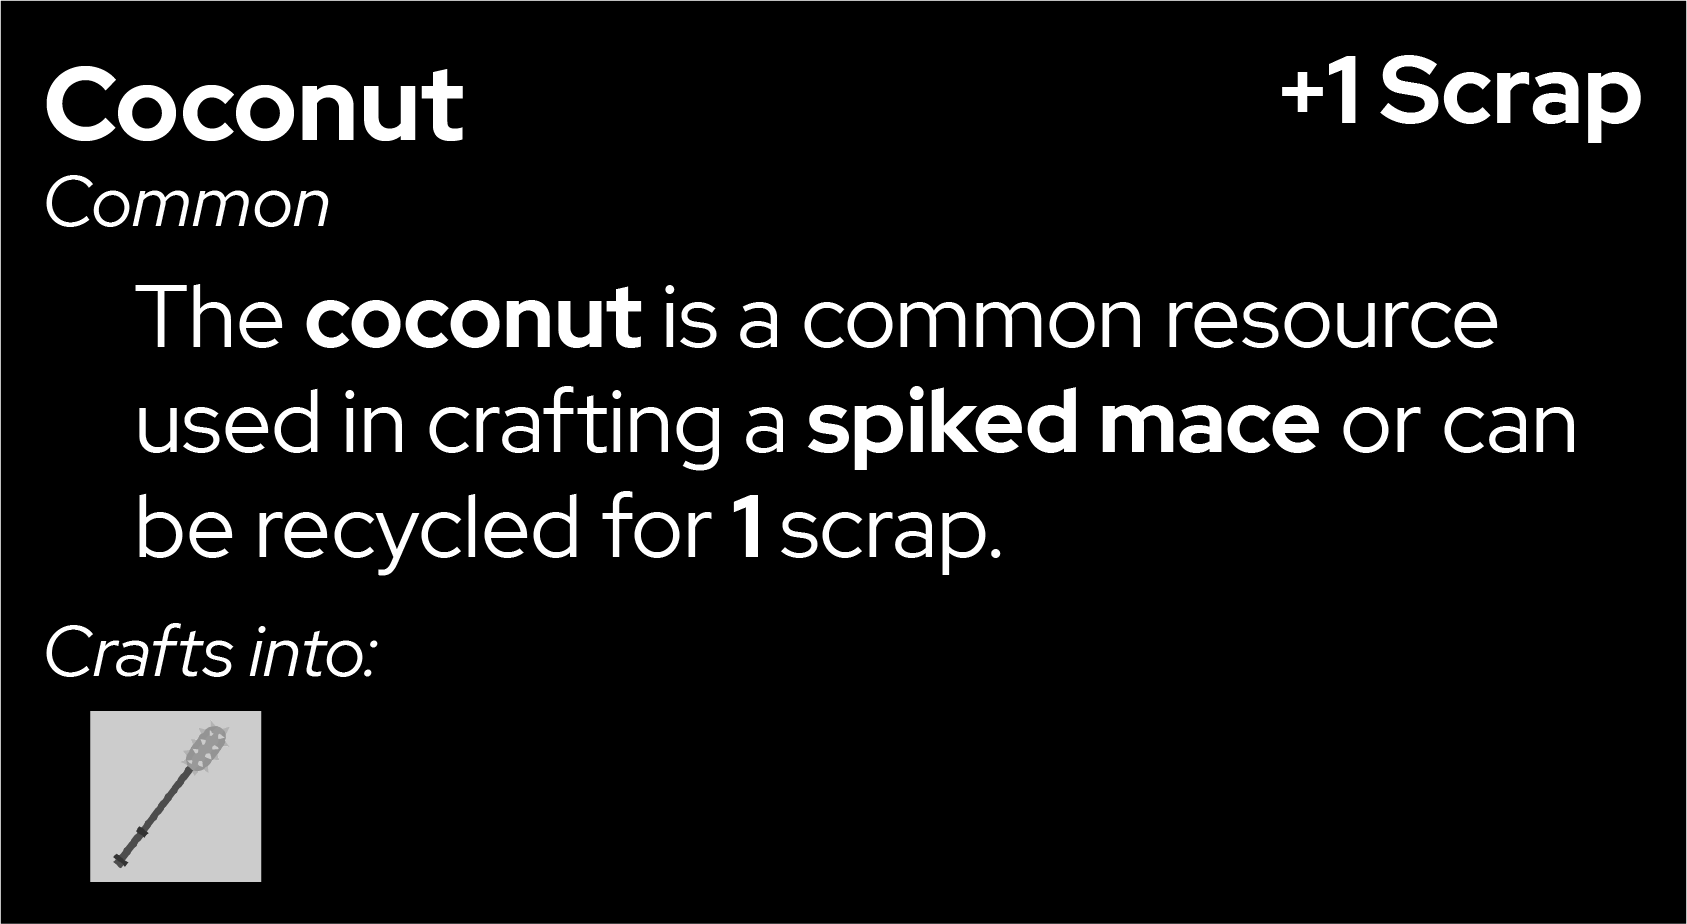 Coconut
+1 Scrap
Common
The coconut is a common resource
used in crafting a spiked mace or can
be recycled for 1 scrap.
Crafts into: